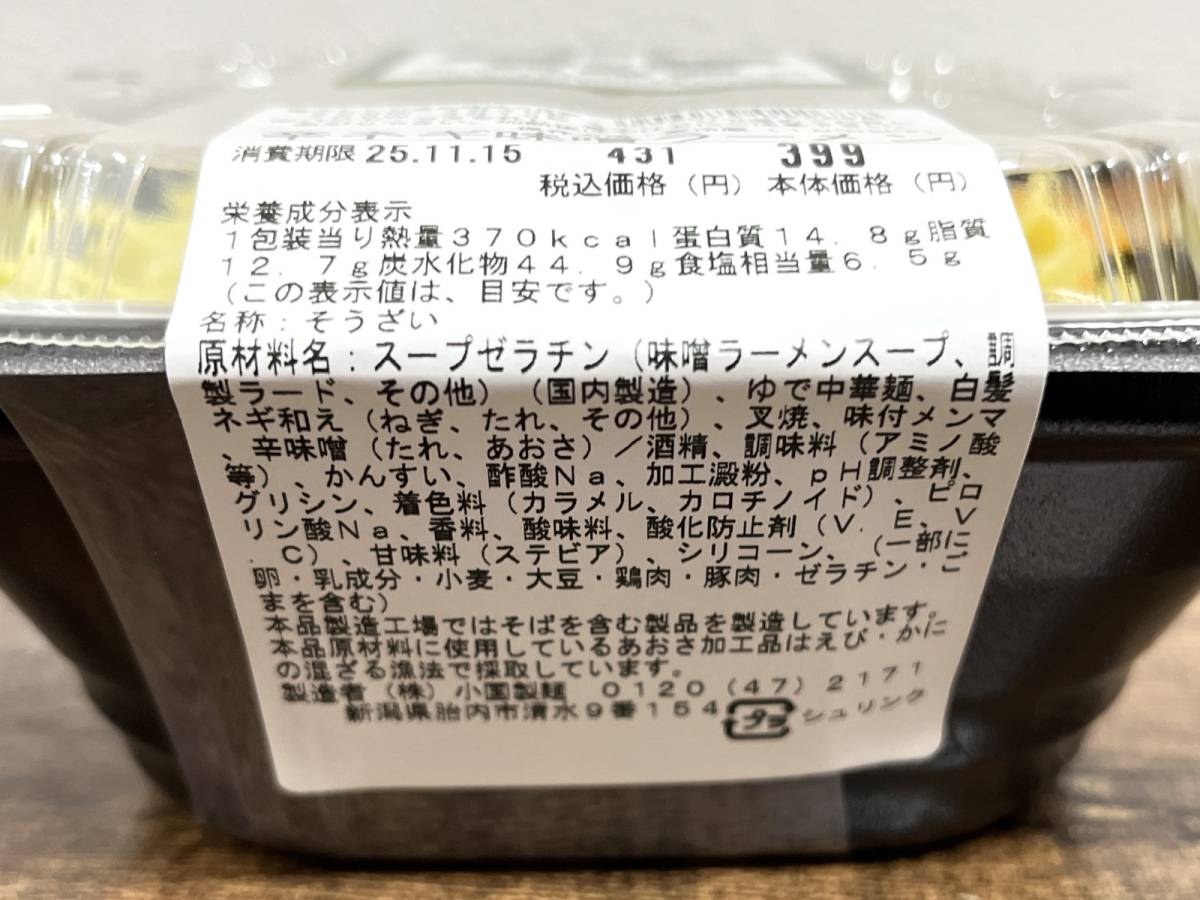 辛ネギ味噌ラーメン
消費期限 25.11.15 431 399
税込価格（円） 本体価格（円）
栄養成分表示
1包装当り熱量370kcal蛋白質14.8g脂質
12.7g炭水化物44.9g食塩相当量6.5g
（この表示値は、目安です。）
名称：そうざい
原材料名：スープゼラチン（味噌ラーメンスープ、調
製ラード、その他）（国内製造）、ゆで中華麺、白髪
ネギ和え（ねぎ、たれ、その他）、叉焼、味付メンマ
、辛味噌（たれ、あおさ）／酒精、調味料（アミノ酸
等）、かんすい、酢酸Na、加工澱粉、pH調整剤、
グリシン、着色料（カラメル、カロチノイド）、ピロ
リン酸Na、香料、酸味料、酸化防止剤（V．E、V
．C）、甘味料（ステビア）、シリコーン、（一部に
卵・乳成分・小麦・大豆・鶏肉・豚肉・ゼラチン・ご
まを含む）
本品製造工場ではそばを含む製品を製造しています。
本品原材料に使用しているあおさ加工品はえび・かに
の混ざる漁法で採取しています。
製造者（株）小国製麺 0120（47）2171
新潟県胎内市清水9番154 プラ シュリンク